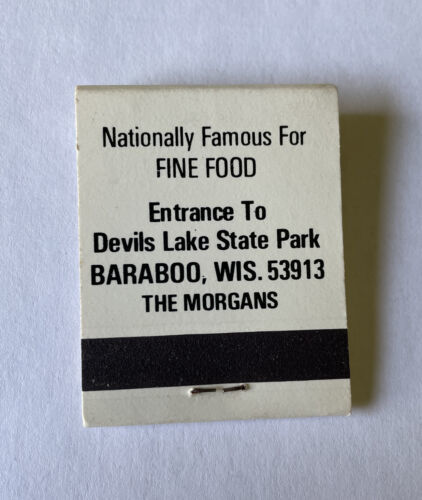 Nationally Famous For
FINE FOOD
Entrance To
Devils Lake State Park
BARABOO, WIS. 53913
THE MORGANS